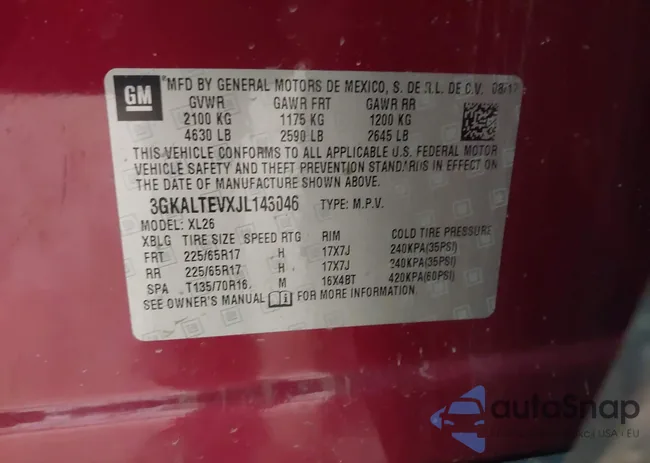 GM
MFD BY GENERAL MOTORS DE MEXICO, S. DE R.L. DE C.V. 08/17
GVWR GAWR FRT GAWR RR
2100 KG 1175 KG 1200 KG
4630 LB 2590 LB 2645 LB
THIS VEHICLE CONFORMS TO ALL APPLICABLE U.S. FEDERAL MOTOR
VEHICLE SAFETY AND THEFT PREVENTION STANDARDS IN EFFECT ON
THE DATE OF MANUFACTURE SHOWN ABOVE.
3GKALTEVXJL143046 TYPE: M.P.V.
MODEL: XL26
XBLG TIRE SIZE SPEED RTG RIM COLD TIRE PRESSURE
FRT 225/65R17 H 17X7J 240KPA(35PSI)
RR 225/65R17 H 17X7J 240KPA(35PSI)
SPA T135/70R16 M 16X4BT 420KPA(60PSI)
SEE OWNER'S MANUAL FOR MORE INFORMATION.
autoSnap
USA • EU